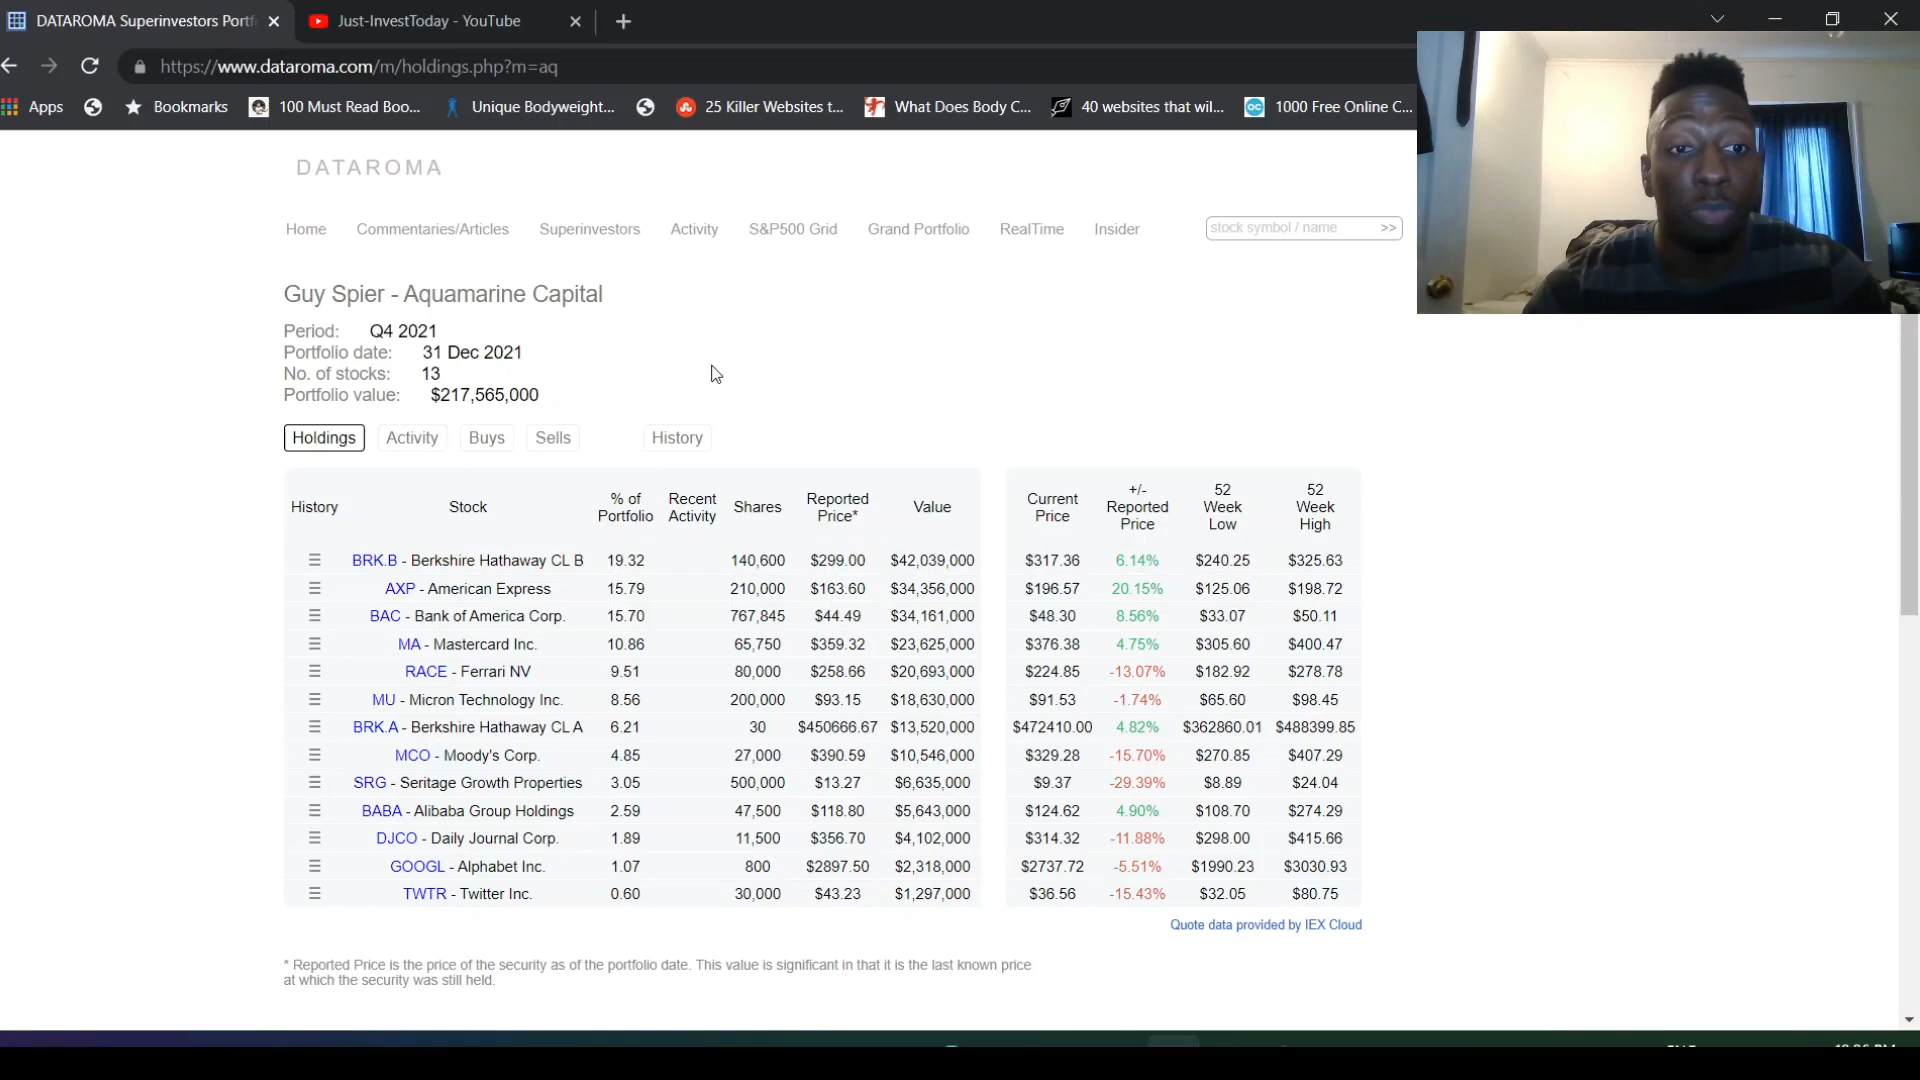 DATAROMA Superinvestors Portf
Just-InvestToday - YouTube
https://www.dataroma.com/m/holdings.php?m=aq
Apps
Bookmarks
100 Must Read Boo...
Unique Bodyweight...
25 Killer Websites t...
What Does Body C...
40 websites that wil...
OC
1000 Free Online C...
DATAROMA
Home Commentaries/Articles Superinvestors Activity S&P500 Grid Grand Portfolio RealTime Insider stock symbol / name >>
Guy Spier - Aquamarine Capital
Period: Q4 2021
Portfolio date: 31 Dec 2021
No. of stocks: 13
Portfolio value: $217,565,000
Holdings Activity Buys Sells History
History Stock % of Portfolio Recent Activity Shares Reported Price* Value Current Price +/- Reported Price 52 Week Low 52 Week High
☰ BRK.B - Berkshire Hathaway CL B 19.32 140,600 $299.00 $42,039,000 $317.36 6.14% $240.25 $325.63
☰ AXP - American Express 15.79 210,000 $163.60 $34,356,000 $196.57 20.15% $125.06 $198.72
☰ BAC - Bank of America Corp. 15.70 767,845 $44.49 $34,161,000 $48.30 8.56% $33.07 $50.11
☰ MA - Mastercard Inc. 10.86 65,750 $359.32 $23,625,000 $376.38 4.75% $305.60 $400.47
☰ RACE - Ferrari NV 9.51 80,000 $258.66 $20,693,000 $224.85 -13.07% $182.92 $278.78
☰ MU - Micron Technology Inc. 8.56 200,000 $93.15 $18,630,000 $91.53 -1.74% $65.60 $98.45
☰ BRK.A - Berkshire Hathaway CL A 6.21 30 $450666.67 $13,520,000 $472410.00 4.82% $362860.01 $488399.85
☰ MCO - Moody's Corp. 4.85 27,000 $390.59 $10,546,000 $329.28 -15.70% $270.85 $407.29
☰ SRG - Seritage Growth Properties 3.05 500,000 $13.27 $6,635,000 $9.37 -29.39% $8.89 $24.04
☰ BABA - Alibaba Group Holdings 2.59 47,500 $118.80 $5,643,000 $124.62 4.90% $108.70 $274.29
☰ DJCO - Daily Journal Corp. 1.89 11,500 $356.70 $4,102,000 $314.32 -11.88% $298.00 $415.66
☰ GOOGL - Alphabet Inc. 1.07 800 $2897.50 $2,318,000 $2737.72 -5.51% $1990.23 $3030.93
☰ TWTR - Twitter Inc. 0.60 30,000 $43.23 $1,297,000 $36.56 -15.43% $32.05 $80.75
Quote data provided by IEX Cloud
* Reported Price is the price of the security as of the portfolio date. This value is significant in that it is the last known price
at which the security was still held.